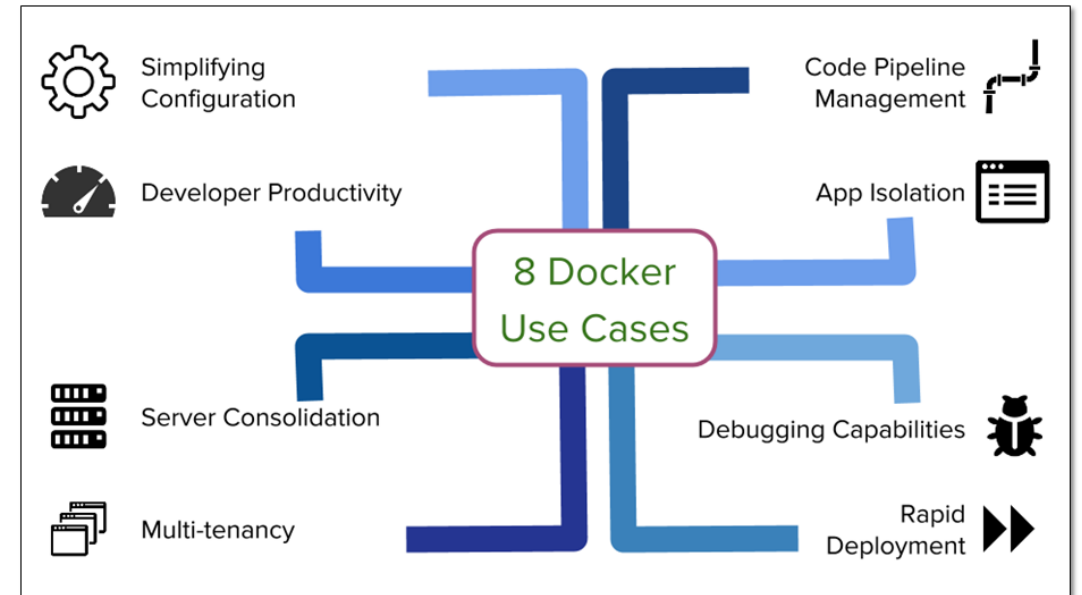 Simplifying
Configuration
Code Pipeline
Management
Developer Productivity
App Isolation
8 Docker
Use Cases
Server Consolidation
Debugging Capabilities
Multi-tenancy
Rapid
Deployment